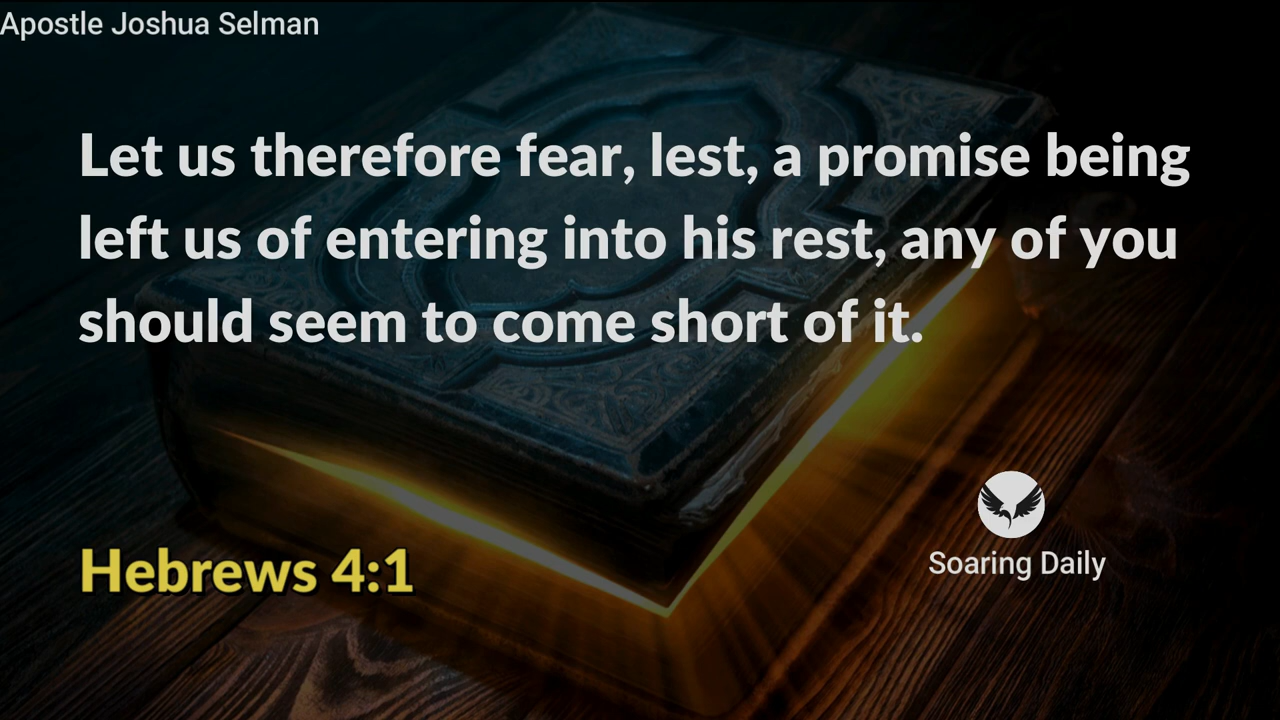 Apostle Joshua Selman
Let us therefore fear, lest, a promise being
left us of entering into his rest, any of you
should seem to come short of it.
Hebrews 4:1
Soaring Daily